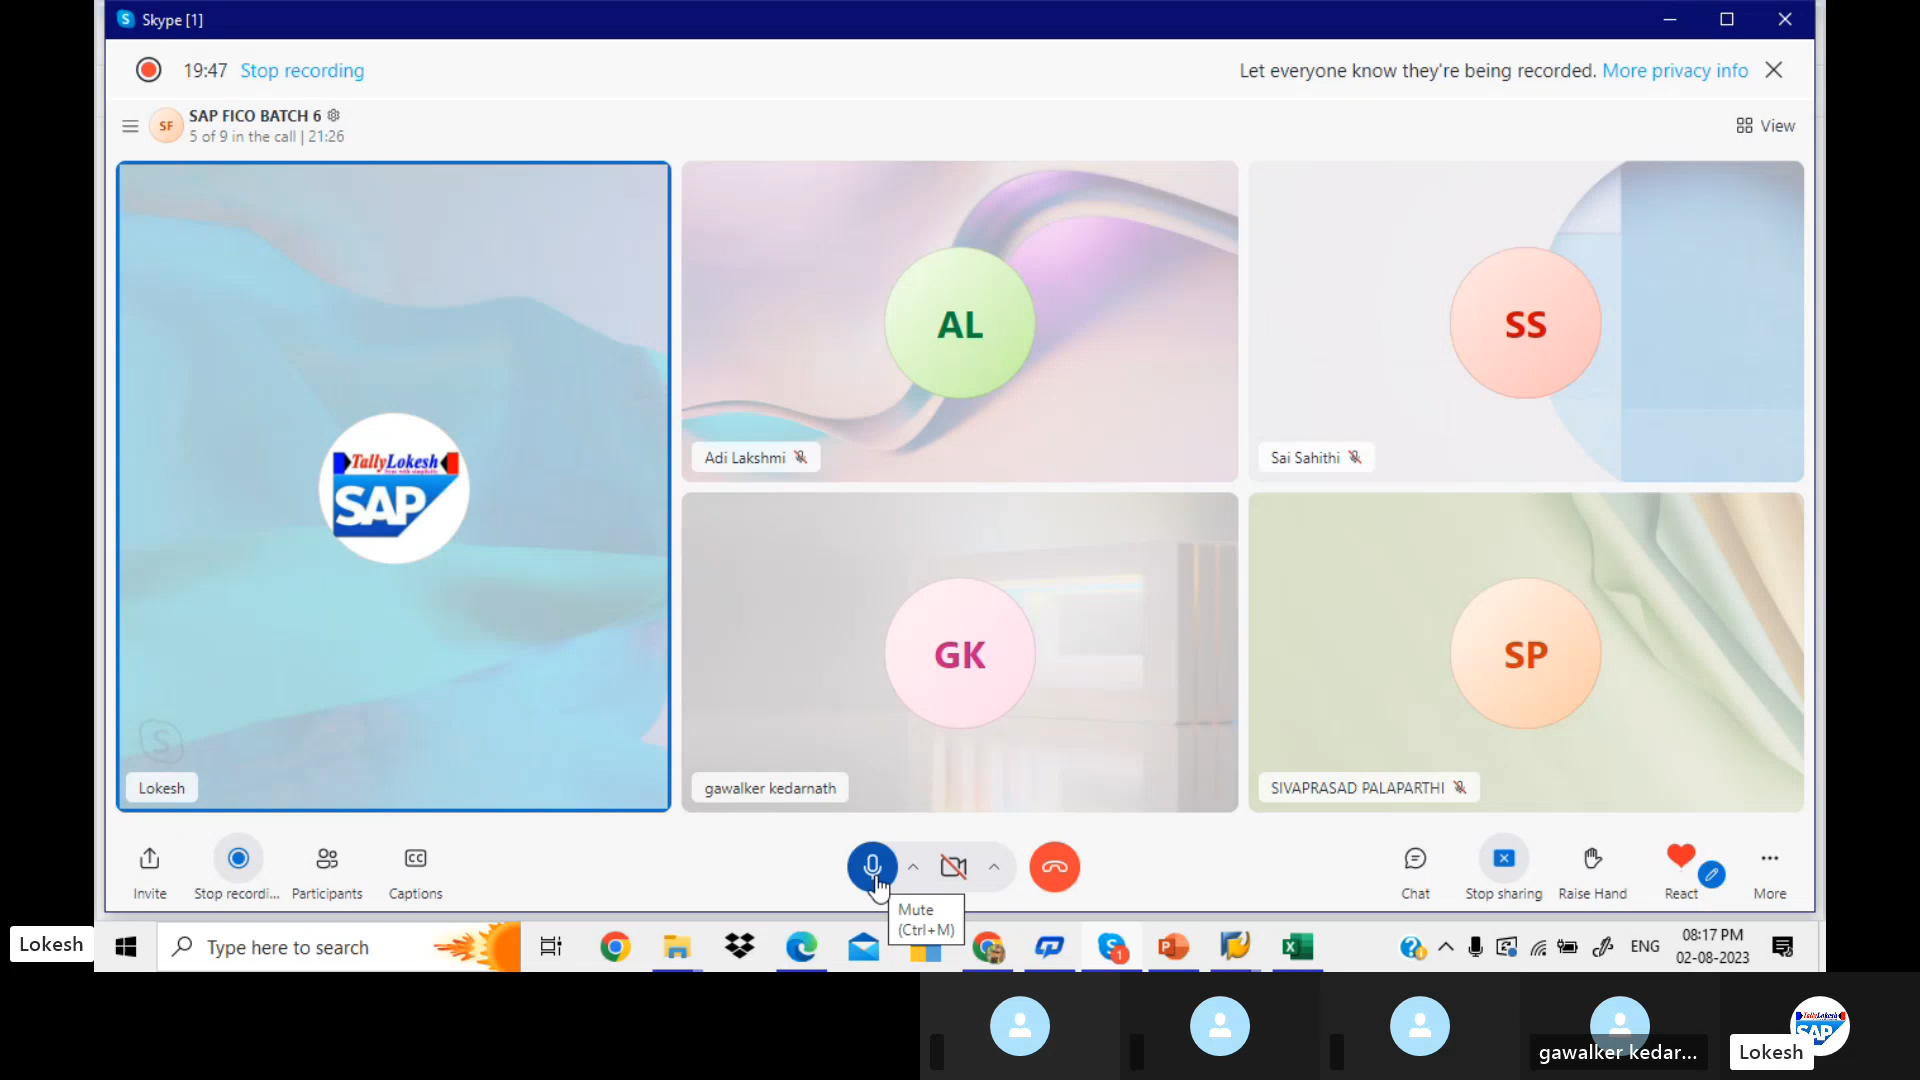 Skype [1]
19:47 Stop recording
Let everyone know they're being recorded. More privacy info
SF
SAP FICO BATCH 6
5 of 9 in the call | 21:26
View
TallyLokesh
SAP
Lokesh
AL
Adi Lakshmi
SS
Sai Sahithi
GK
gawalker kedarnath
SP
SIVAPRASAD PALAPARTHI
Invite
Stop recordi...
Participants
CC
Captions
Mute
(Ctrl+M)
Chat
Stop sharing
Raise Hand
React
More
Lokesh
Type here to search
1
ENG
08:17 PM
02-08-2023
gawalker kedar...
SAP
Lokesh